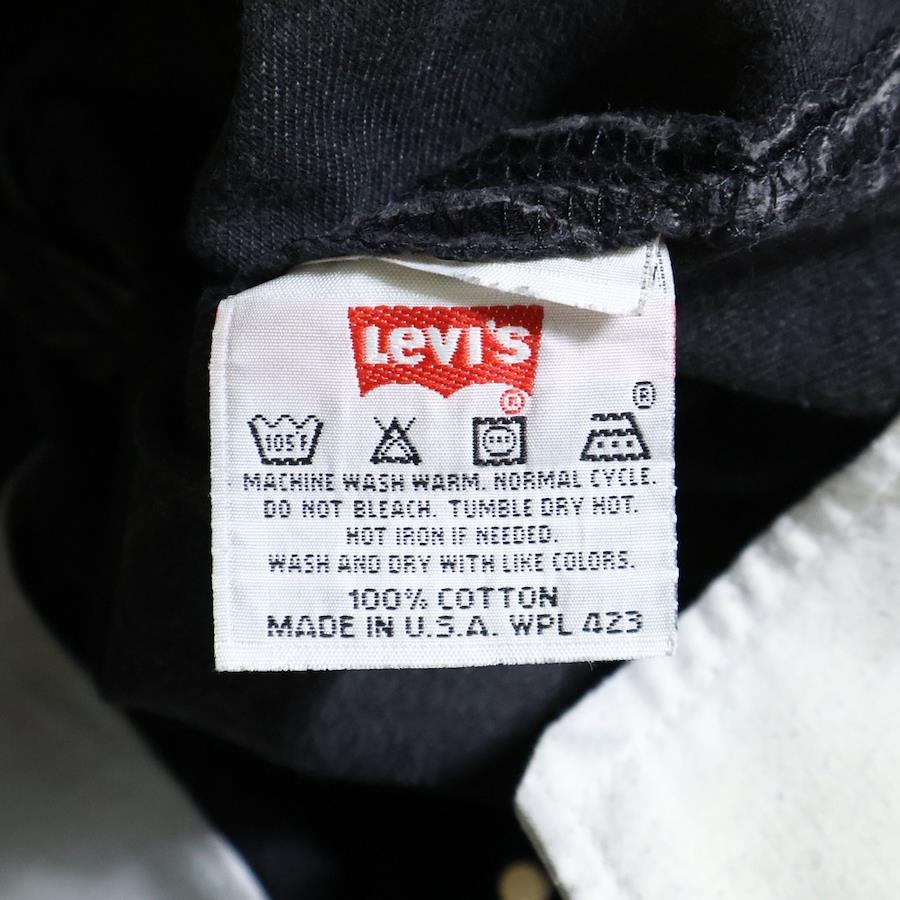 Levi's
®
®
105F
MACHINE WASH WARM. NORMAL CYCLE.
DO NOT BLEACH. TUMBLE DRY HOT.
HOT IRON IF NEEDED.
WASH AND DRY WITH LIKE COLORS.
100% COTTON
MADE IN U.S.A. WPL 423